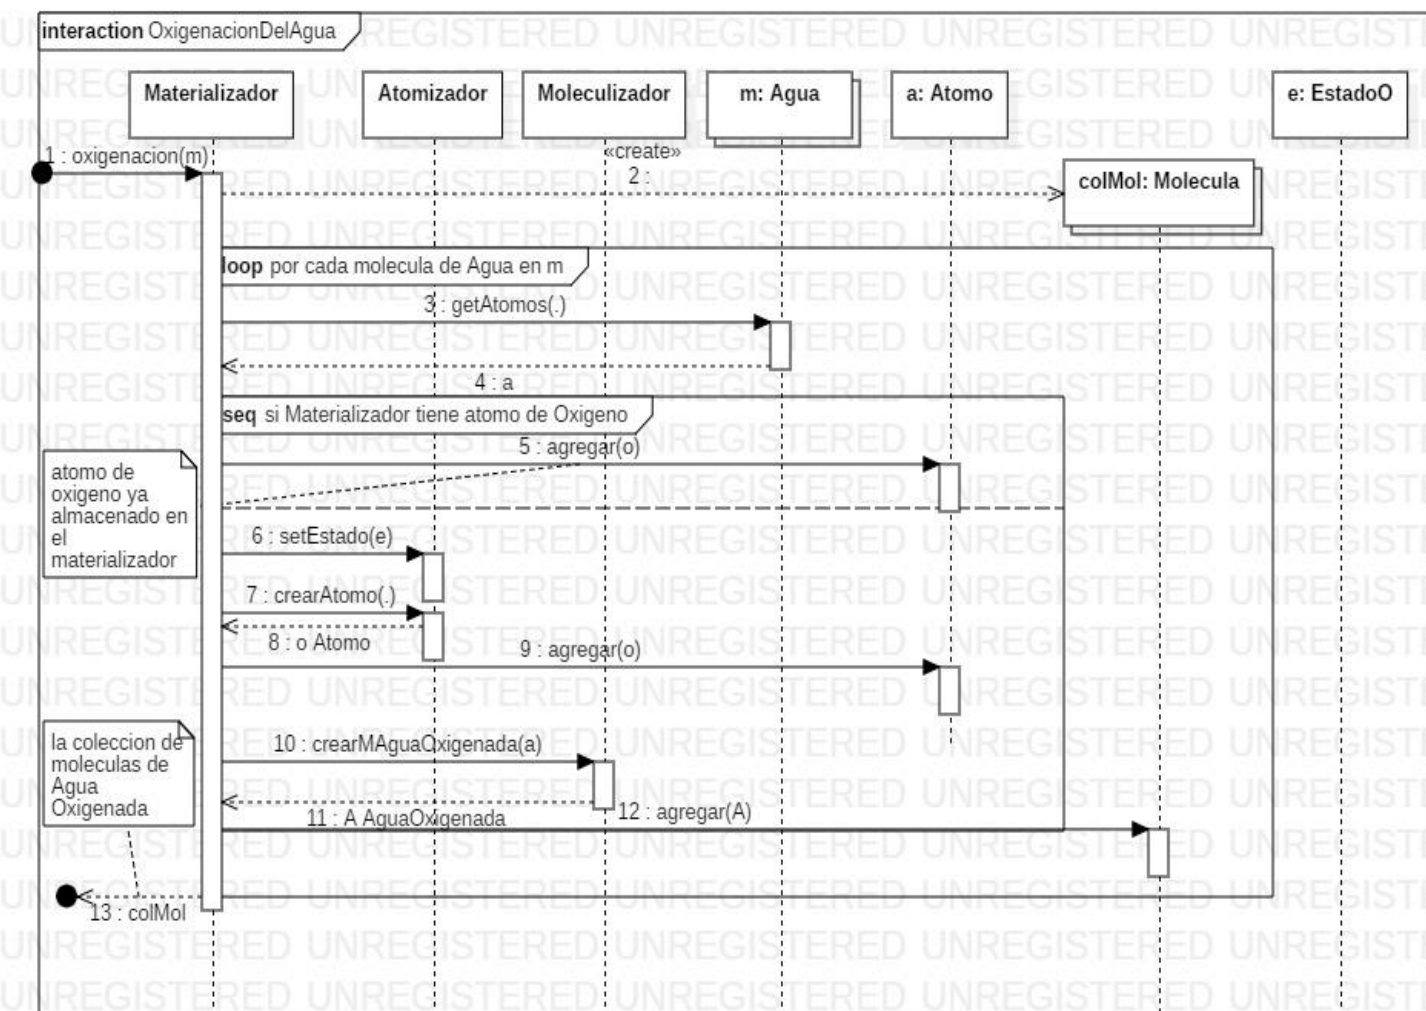 interaction OxigenacionDelAgua
Materializador
Atomizador
Moleculizador
m: Agua
a: Atomo
e: EstadoO
1 : oxigenacion(m)
«create»
2 :
colMol: Molecula
loop por cada molecula de Agua en m
3 : getAtomos(.)
4 : a
seq si Materializador tiene atomo de Oxigeno
5 : agregar(o)
atomo de
oxigeno ya
almacenado en
el
materializador
6 : setEstado(e)
7 : crearAtomo(.)
8 : o Atomo
9 : agregar(o)
la coleccion de
moleculas de
Agua
Oxigenada
10 : crearMAguaOxigenada(a)
11 : A AguaOxigenada
12 : agregar(A)
13 : colMol
UNREGISTERED